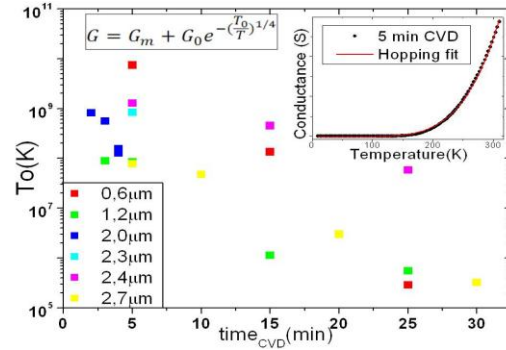 G = G_m + G_0 e^{-(\frac{T_0}{T})^{1/4}}
5 min CVD
Hopping fit
Conductance (S)
0 100 200 300
Temperature(K)
10^9
10^7
10^5
To(K)
0,6μm
1,2μm
2,0μm
2,3μm
2,4μm
2,7μm
0 5 10 15 20 25 30
time_CVD(min)